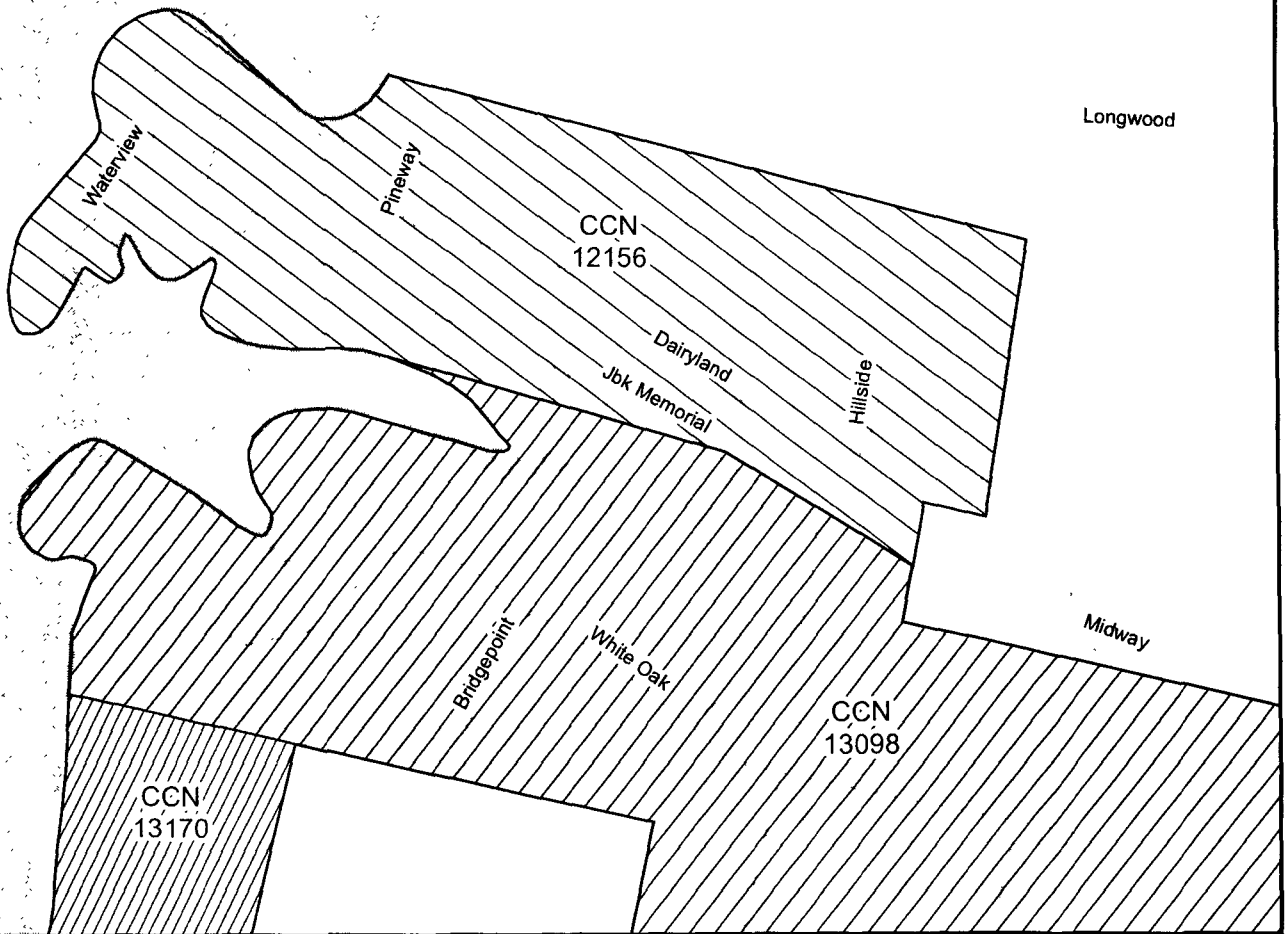 Longwood
Waterview
Pineway
CCN
12156
Dairyland
Jbk Memorial
Hillside
Bridgepoint
White Oak
Midway
CCN
13098
CCN
13170